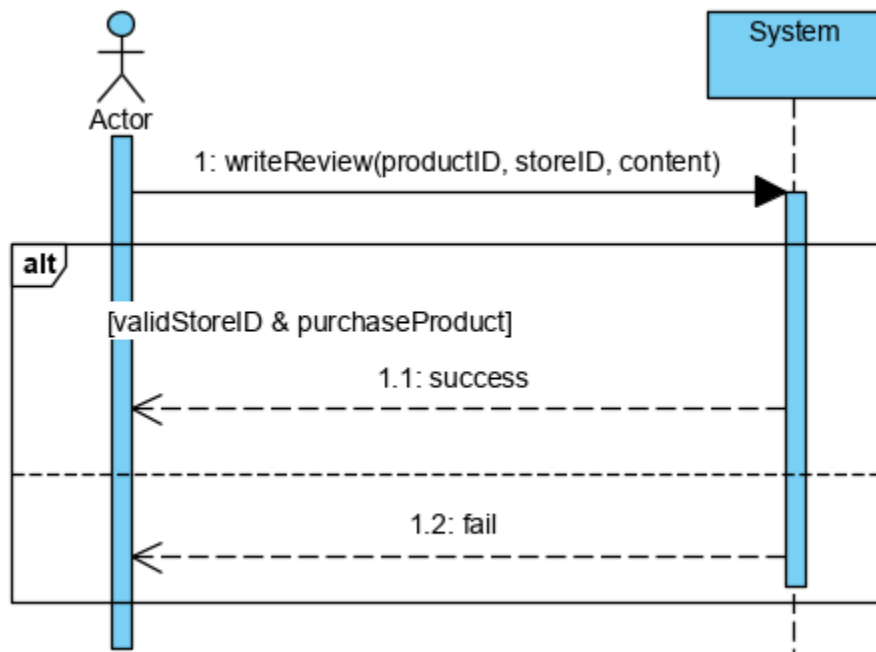 System
Actor
1: writeReview(productID, storeID, content)
alt
[validStoreID & purchaseProduct]
1.1: success
1.2: fail